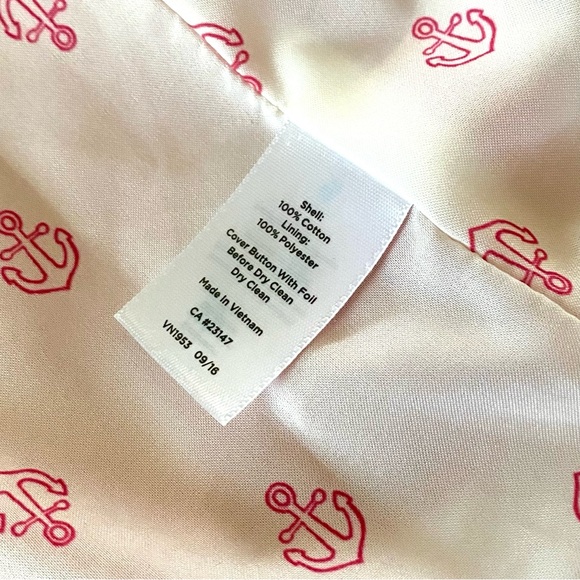 Shell:
100% Cotton
Lining:
100% Polyester
Cover Button With Foil
Before Dry Clean
Dry Clean
Made in Vietnam
CA #23147
VN1953 09/16